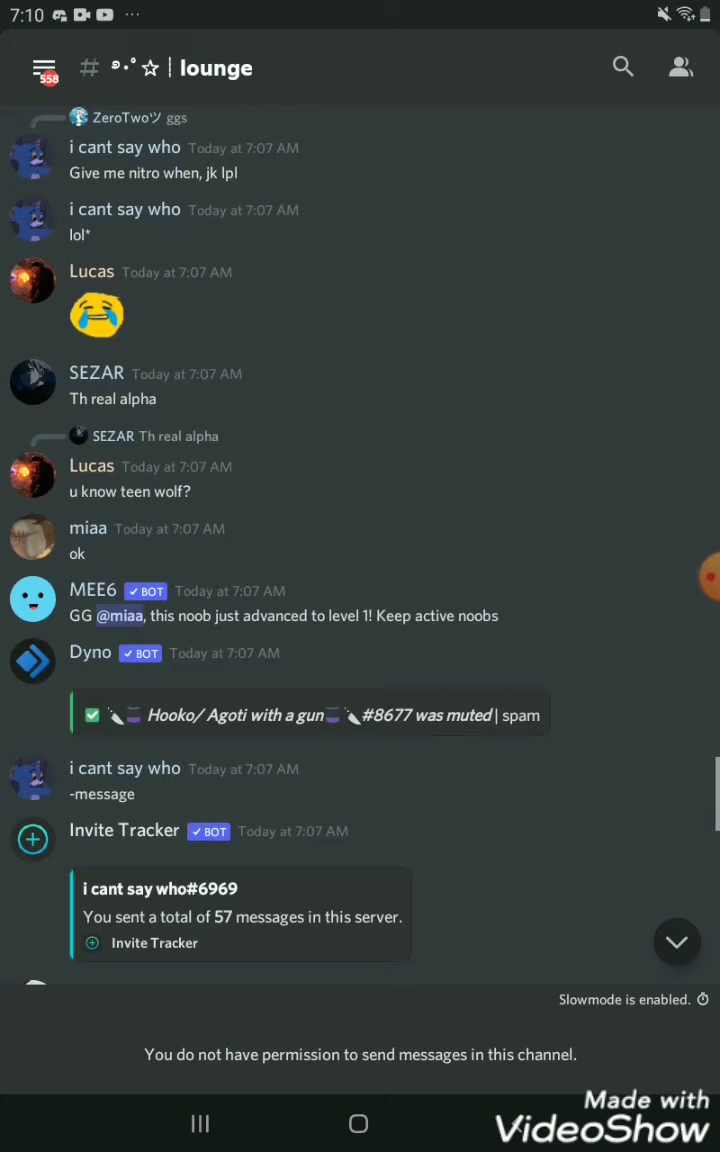 7:10
558
# ୭•˚☆ | lounge
ZeroTwoツ ggs
i cant say who Today at 7:07 AM
Give me nitro when, jk lpl
i cant say who Today at 7:07 AM
lol*
Lucas Today at 7:07 AM
SEZAR Today at 7:07 AM
Th real alpha
SEZAR Th real alpha
Lucas Today at 7:07 AM
u know teen wolf?
miaa Today at 7:07 AM
ok
MEE6 ✓ BOT Today at 7:07 AM
GG @miaa, this noob just advanced to level 1! Keep active noobs
Dyno ✓ BOT Today at 7:07 AM
Hooko/ Agoti with a gun #8677 was muted | spam
i cant say who Today at 7:07 AM
-message
Invite Tracker ✓ BOT Today at 7:07 AM
i cant say who#6969
You sent a total of 57 messages in this server.
Invite Tracker
Slowmode is enabled.
You do not have permission to send messages in this channel.
Made with
VideoShow